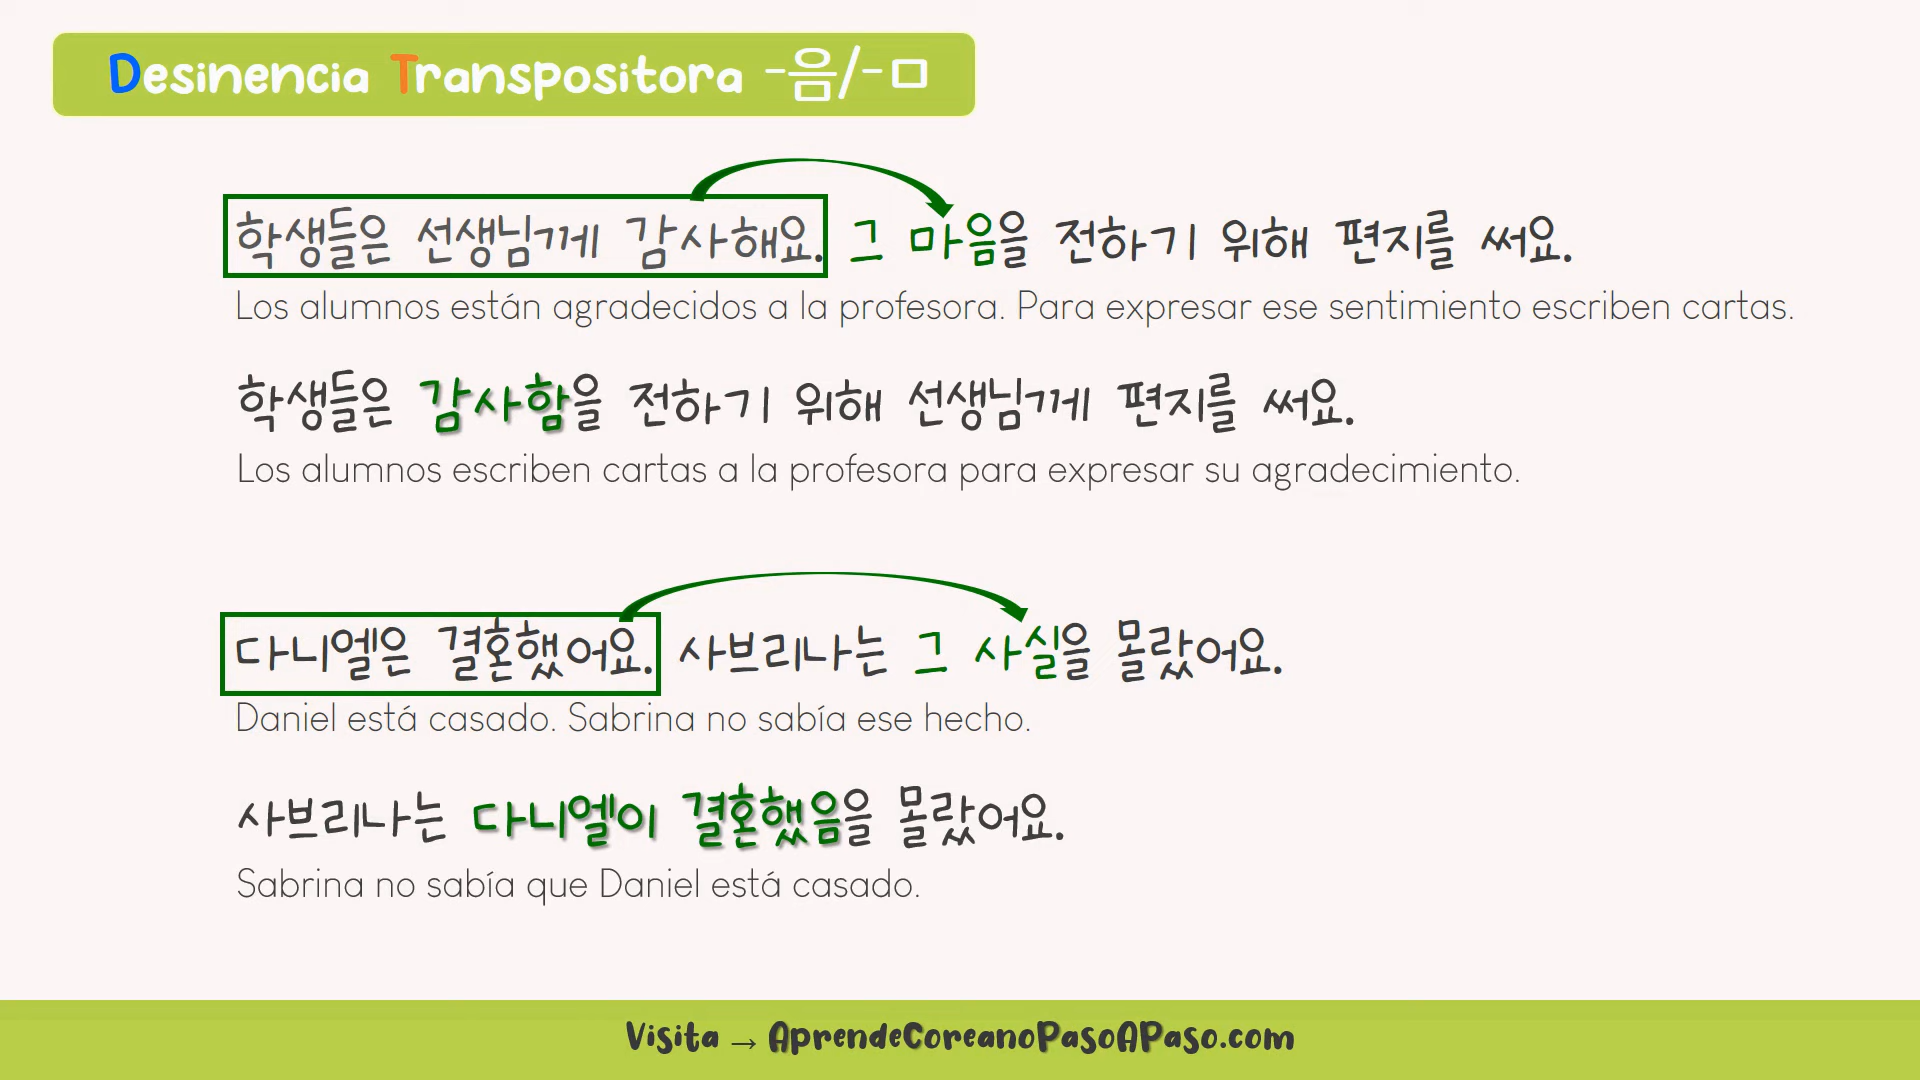 Desinencia Transpositora -음/-ㅁ
학생들은 선생님께 감사해요. 그 마음을 전하기 위해 편지를 써요.
Los alumnos están agradecidos a la profesora. Para expresar ese sentimiento escriben cartas.
학생들은 감사함을 전하기 위해 선생님께 편지를 써요.
Los alumnos escriben cartas a la profesora para expresar su agradecimiento.
다니엘은 결혼했어요. 사브리나는 그 사실을 몰랐어요.
Daniel está casado. Sabrina no sabía ese hecho.
사브리나는 다니엘이 결혼했음을 몰랐어요.
Sabrina no sabía que Daniel está casado.
Visita → AprendeCoreanoPasoAPaso.com